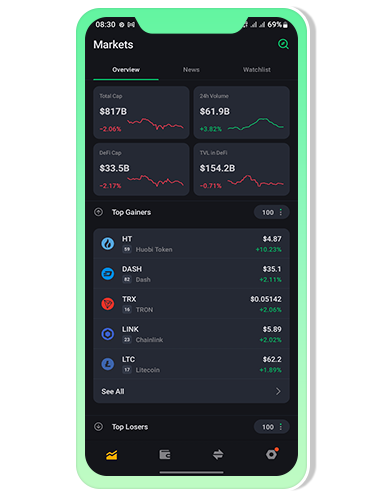 08:30 69%
Markets
Overview News Watchlist
Total Cap 24h Volume
$817B $61.9B
-2.06% +3.82%
DeFi Cap TVL in DeFi
$33.5B $154.2B
-2.17% -0.71%
Top Gainers 100
HT $4.87
59 Huobi Token +10.23%
DASH $35.1
82 Dash +2.11%
TRX $0.05142
16 TRON +2.06%
LINK $5.89
23 Chainlink +2.02%
LTC $62.2
17 Litecoin +1.89%
See All
Top Losers 100